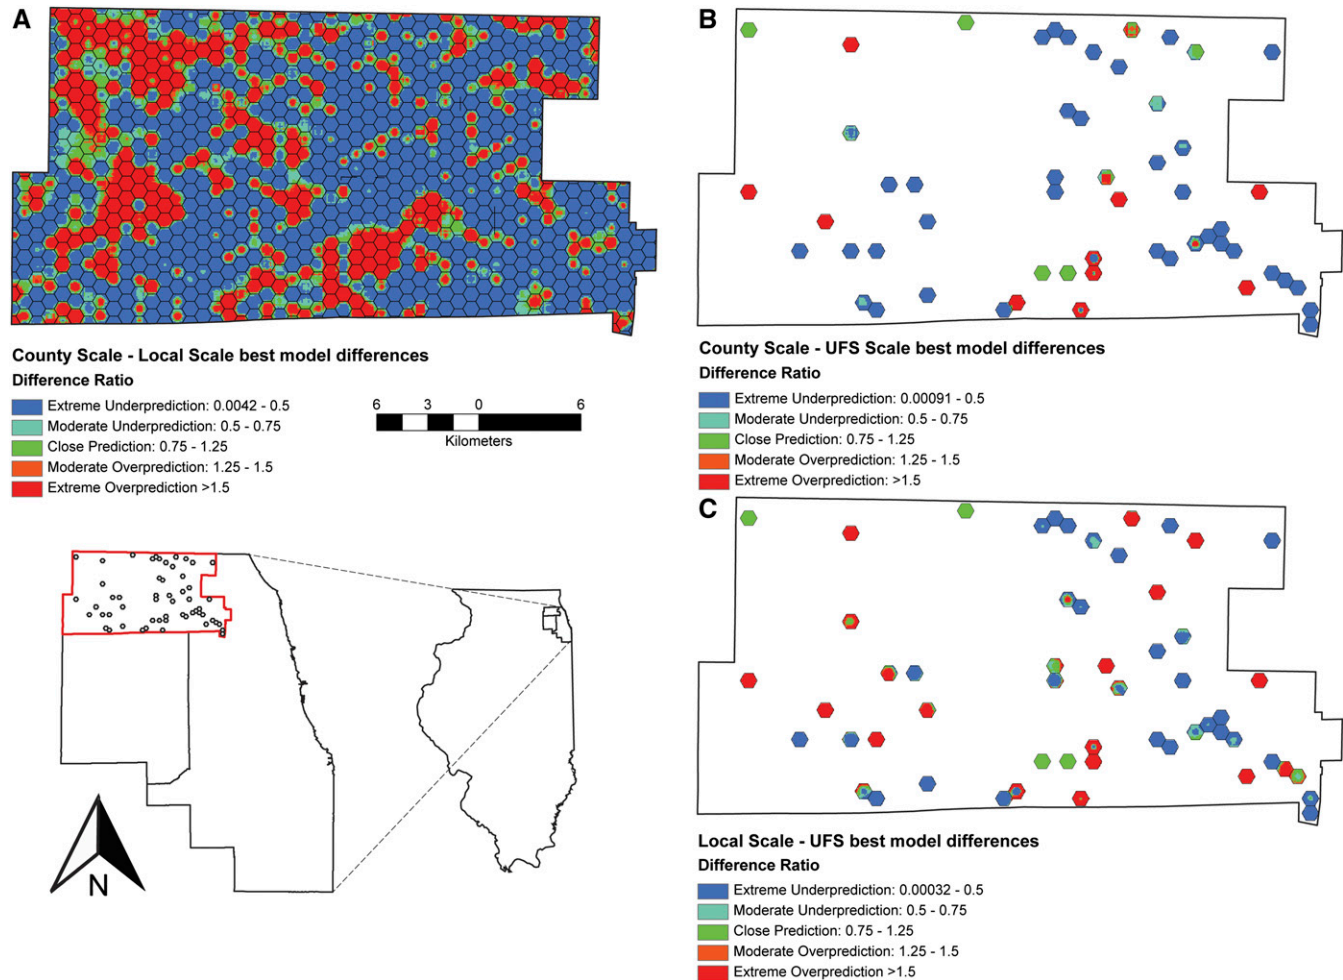 A
County Scale - Local Scale best model differences
Difference Ratio
Extreme Underprediction: 0.0042 - 0.5
Moderate Underprediction: 0.5 - 0.75
Close Prediction: 0.75 - 1.25
Moderate Overprediction: 1.25 - 1.5
Extreme Overprediction >1.5
6 3 0 6
Kilometers
N
B
County Scale - UFS Scale best model differences
Difference Ratio
Extreme Underprediction: 0.00091 - 0.5
Moderate Underprediction: 0.5 - 0.75
Close Prediction: 0.75 - 1.25
Moderate Overprediction: 1.25 - 1.5
Extreme Overprediction: >1.5
C
Local Scale - UFS best model differences
Difference Ratio
Extreme Underprediction: 0.00032 - 0.5
Moderate Underprediction: 0.5 - 0.75
Close Prediction: 0.75 - 1.25
Moderate Overprediction: 1.25 - 1.5
Extreme Overprediction >1.5